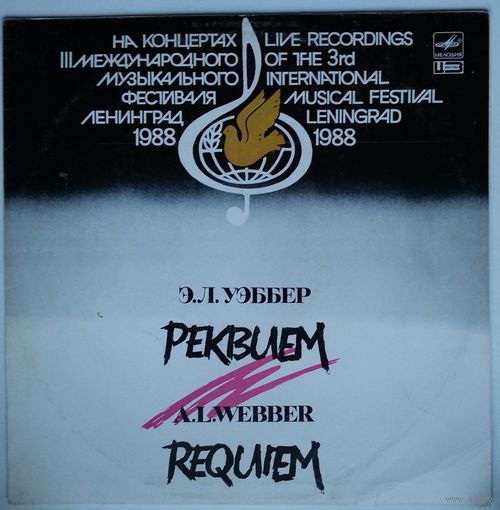 НА КОНЦЕРТАХ
III МЕЖДУНАРОДНОГО
МУЗЫКАЛЬНОГО
ФЕСТИВАЛЯ
ЛЕНИНГРАД
1988
LIVE RECORDINGS
OF THE 3rd
INTERNATIONAL
MUSICAL FESTIVAL
LENINGRAD
1988
МЕЛОДИЯ
Э.Л. УЭББЕР
РЕКВИЕМ
A.L. WEBBER
REQUIEM